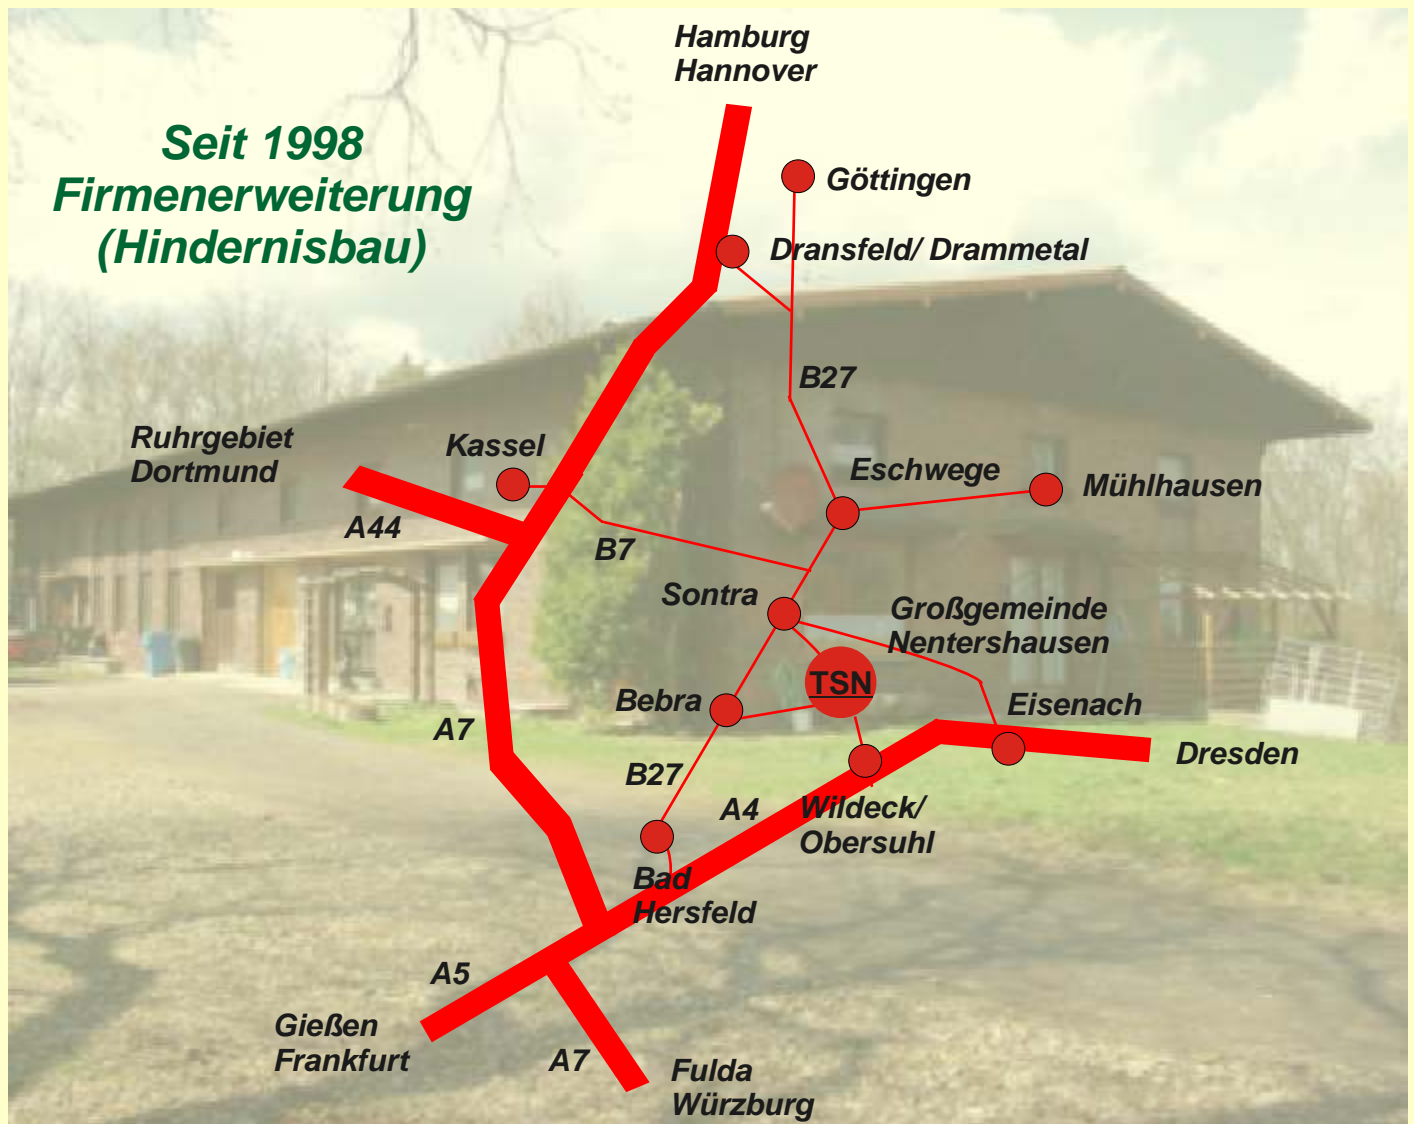 Hamburg
Hannover
Seit 1998
Firmenerweiterung
(Hindernisbau)
Göttingen
Dransfeld/ Drammetal
B27
Ruhrgebiet
Dortmund
Kassel
Eschwege
Mühlhausen
A44
B7
Sontra
Großgemeinde
Nentershausen
TSN
Bebra
Eisenach
A7
Dresden
B27
A4
Wildeck/
Obersuhl
Bad
Hersfeld
A5
Gießen
Frankfurt
A7
Fulda
Würzburg